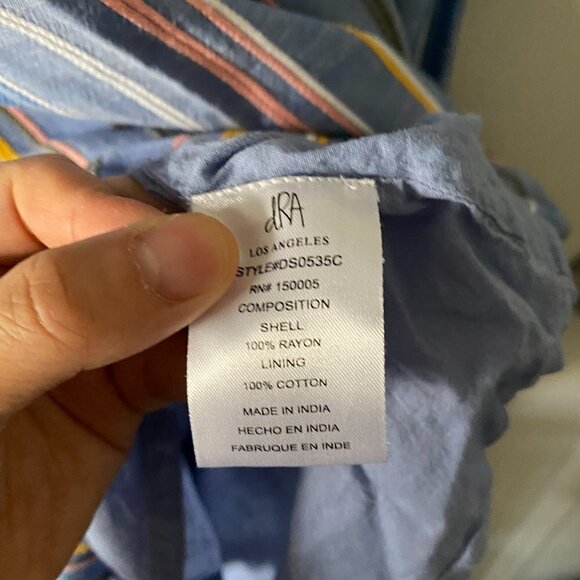 dRA
LOS ANGELES
STYLE#DS0535C
RN# 150005
COMPOSITION
SHELL
100% RAYON
LINING
100% COTTON
MADE IN INDIA
HECHO EN INDIA
FABRIQUE EN INDE